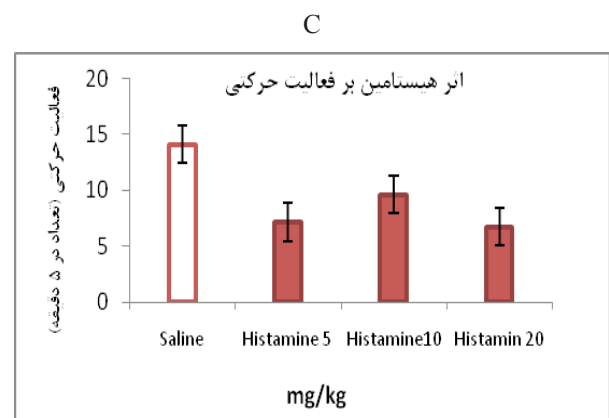 C
اثر هیستامین بر فعالیت حرکتی
فعالیت حرکتی (تعداد در ۵ دقیقه)
20
15
10
5
0
Saline Histamine 5 Histamine10 Histamin 20
mg/kg